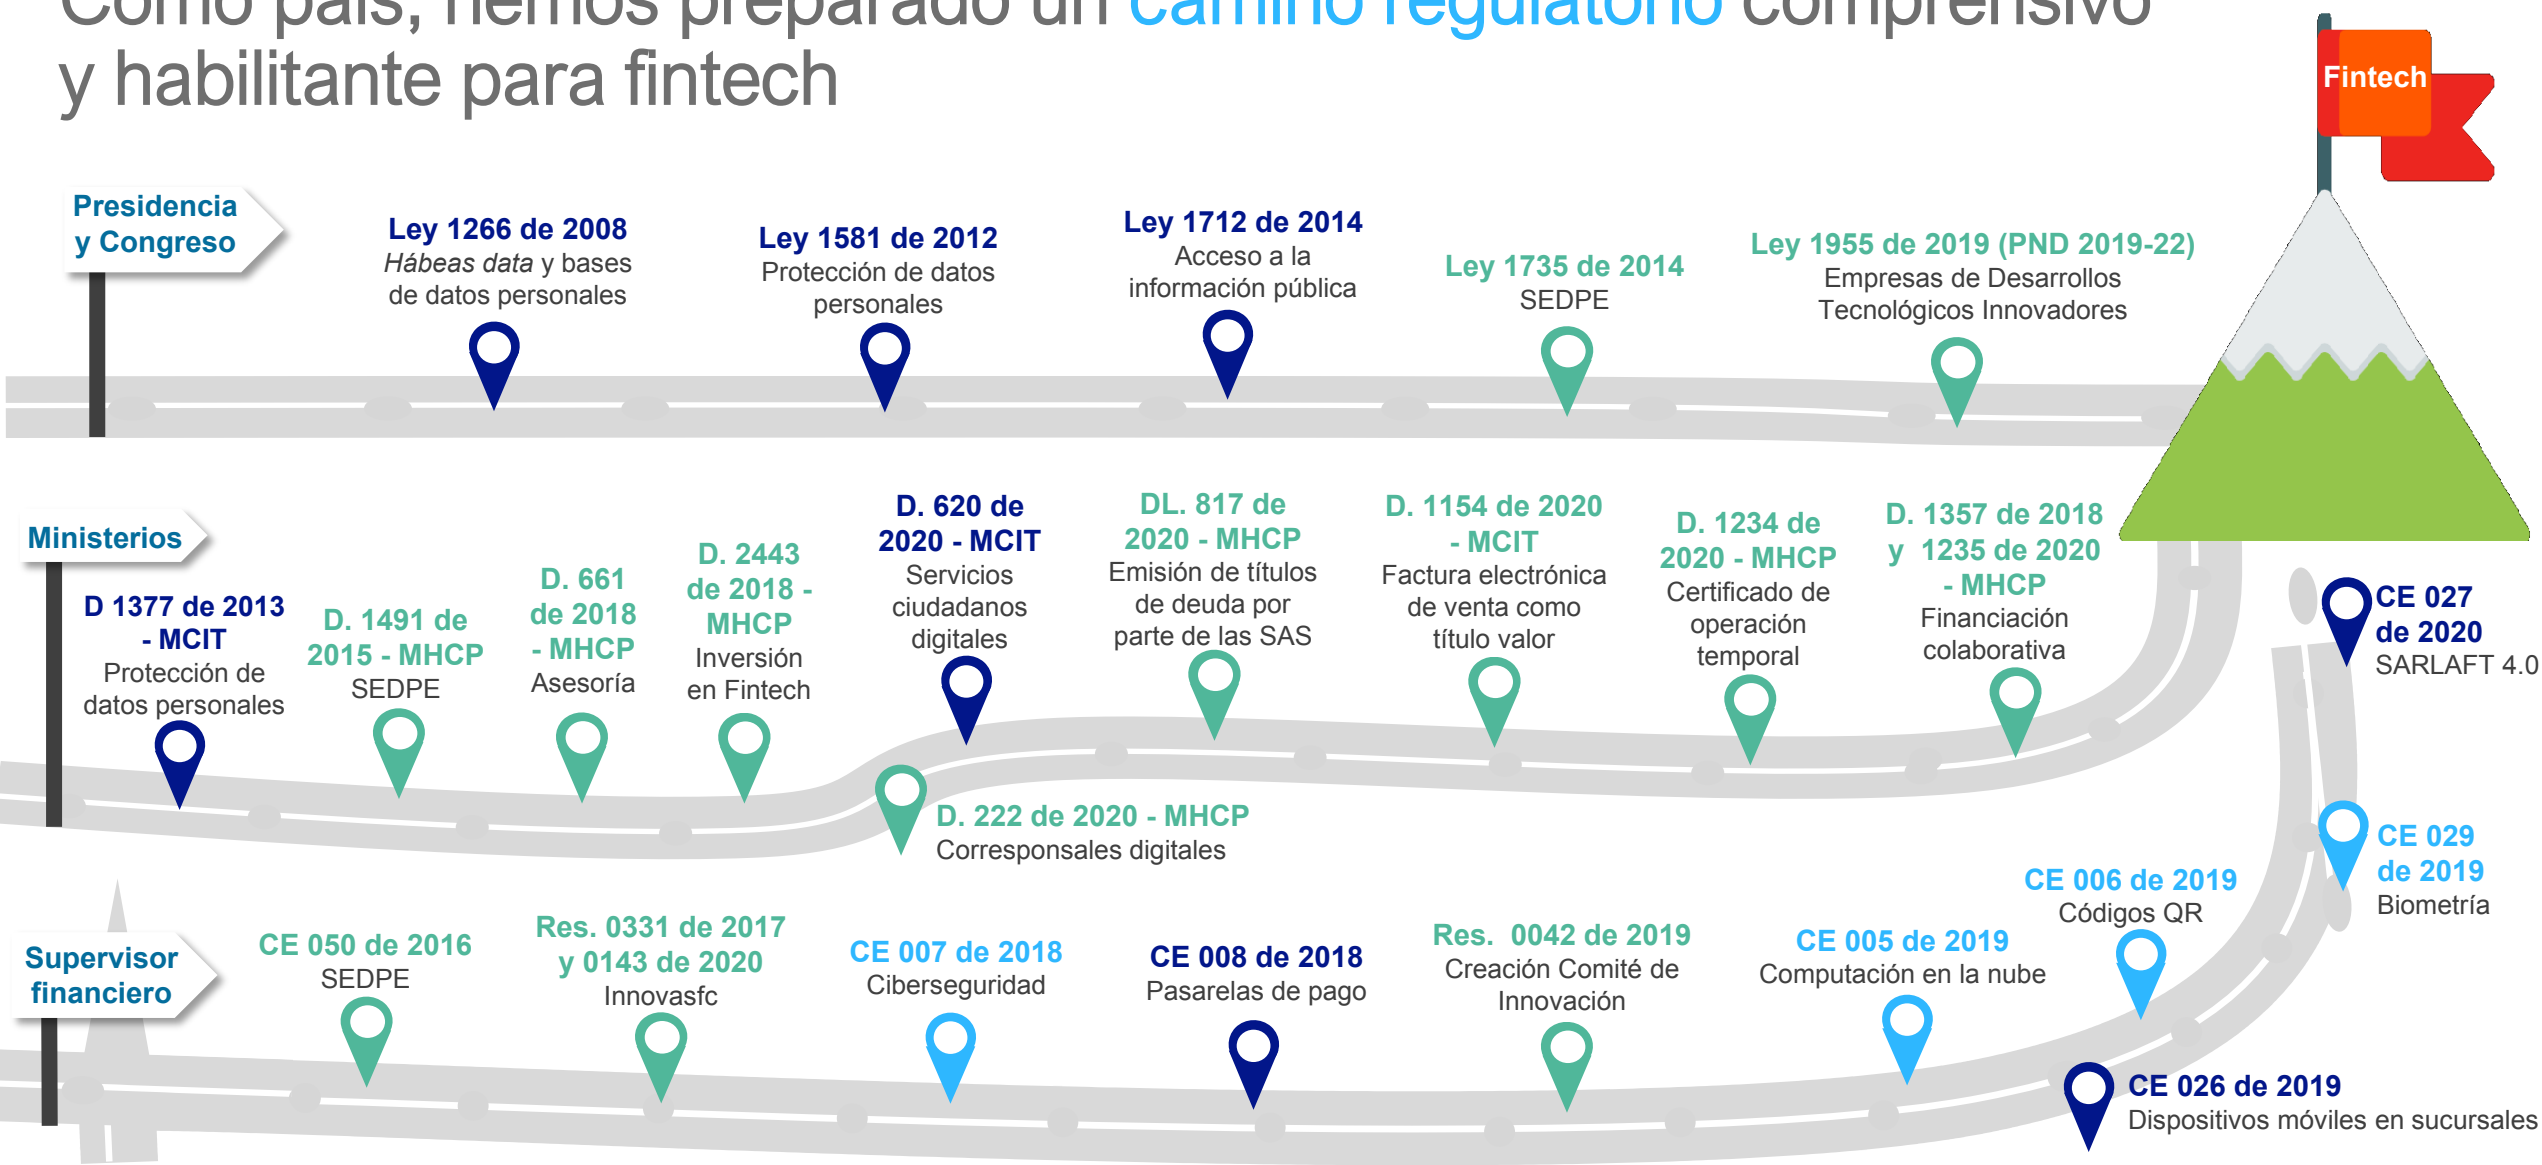 Como país, hemos preparado un camino regulatorio comprensivo
y habilitante para fintech
Fintech
Presidencia
y Congreso
Ley 1266 de 2008
Hábeas data y bases
de datos personales
Ley 1581 de 2012
Protección de datos
personales
Ley 1712 de 2014
Acceso a la
información pública
Ley 1735 de 2014
SEDPE
Ley 1955 de 2019 (PND 2019-22)
Empresas de Desarrollos
Tecnológicos Innovadores
Ministerios
D 1377 de 2013
- MCIT
Protección de
datos personales
D. 1491 de
2015 - MHCP
SEDPE
D. 661
de 2018
- MHCP
Asesoría
D. 2443
de 2018 -
MHCP
Inversión
en Fintech
D. 620 de
2020 - MCIT
Servicios
ciudadanos
digitales
D. 222 de 2020 - MHCP
Corresponsales digitales
DL. 817 de
2020 - MHCP
Emisión de títulos
de deuda por
parte de las SAS
D. 1154 de 2020
- MCIT
Factura electrónica
de venta como
título valor
D. 1234 de
2020 - MHCP
Certificado de
operación
temporal
D. 1357 de 2018
y 1235 de 2020
- MHCP
Financiación
colaborativa
Supervisor
financiero
CE 050 de 2016
SEDPE
Res. 0331 de 2017
y 0143 de 2020
Innovasfc
CE 007 de 2018
Ciberseguridad
CE 008 de 2018
Pasarelas de pago
Res. 0042 de 2019
Creación Comité de
Innovación
CE 005 de 2019
Computación en la nube
CE 006 de 2019
Códigos QR
CE 026 de 2019
Dispositivos móviles en sucursales
CE 029
de 2019
Biometría
CE 027
de 2020
SARLAFT 4.0